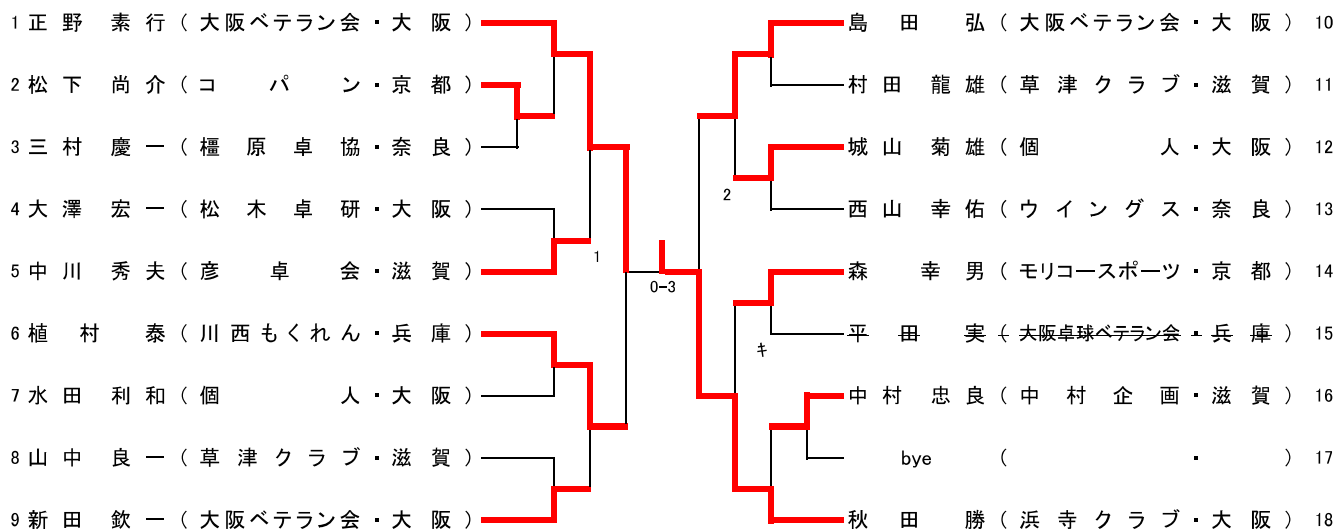 1 正野 素行 ( 大阪ベテラン会・大阪 )
2 松下 尚介 ( コパン・京都 )
3 三村 慶一 ( 橿原卓協・奈良 )
4 大澤 宏一 ( 松木卓研・大阪 )
5 中川 秀夫 ( 彦卓会・滋賀 )
6 植村 泰 ( 川西もくれん・兵庫 )
7 水田 利和 ( 個人・大阪 )
8 山中 良一 ( 草津クラブ・滋賀 )
9 新田 欽一 ( 大阪ベテラン会・大阪 )
1
0-3
島田 弘 ( 大阪ベテラン会・大阪 ) 10
村田 龍雄 ( 草津クラブ・滋賀 ) 11
城山 菊雄 ( 個人・大阪 ) 12
2
西山 幸佑 ( ウイングス・奈良 ) 13
森 幸男 ( モリコースポーツ・京都 ) 14
平田 実 ( 大阪卓球ベテラン会・兵庫 ) 15
キ
中村 忠良 ( 中村企画・滋賀 ) 16
bye ( ・ ) 17
秋田 勝 ( 浜寺クラブ・大阪 ) 18